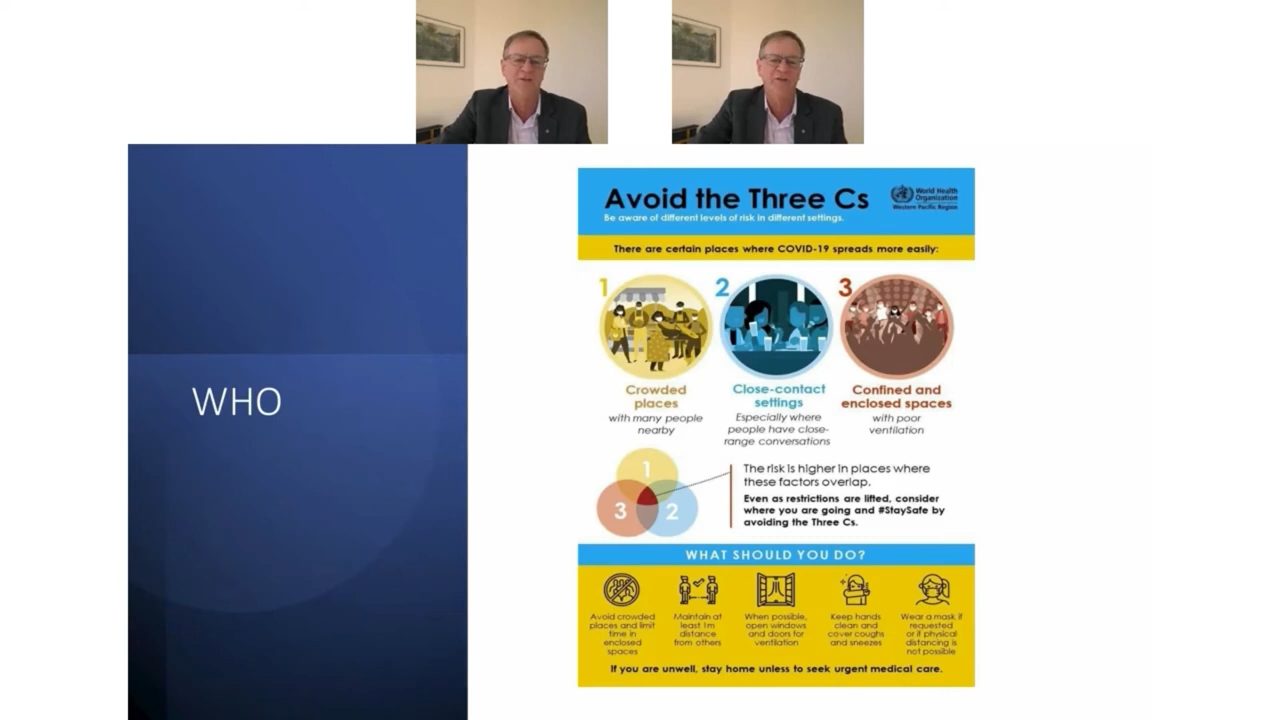 WHO
Avoid the Three Cs
Be aware of different levels of risk in different settings.
World Health
Organization
Western Pacific Region
There are certain places where COVID-19 spreads more easily:
1
2
3
Crowded
places
with many people
nearby
Close-contact
settings
Especially where
people have close-
range conversations
Confined and
enclosed spaces
with poor
ventilation
1
3
2
The risk is higher in places where
these factors overlap.
Even as restrictions are lifted, consider
where you are going and #StaySafe by
avoiding the Three Cs.
WHAT SHOULD YOU DO?
Avoid crowded
places and limit
time in
enclosed
spaces
Maintain at
least 1m
distance
from others
When possible,
open windows
and doors for
ventilation
Keep hands
clean and
cover coughs
and sneezes
Wear a mask if
requested
or if physical
distancing is
not possible
If you are unwell, stay home unless to seek urgent medical care.